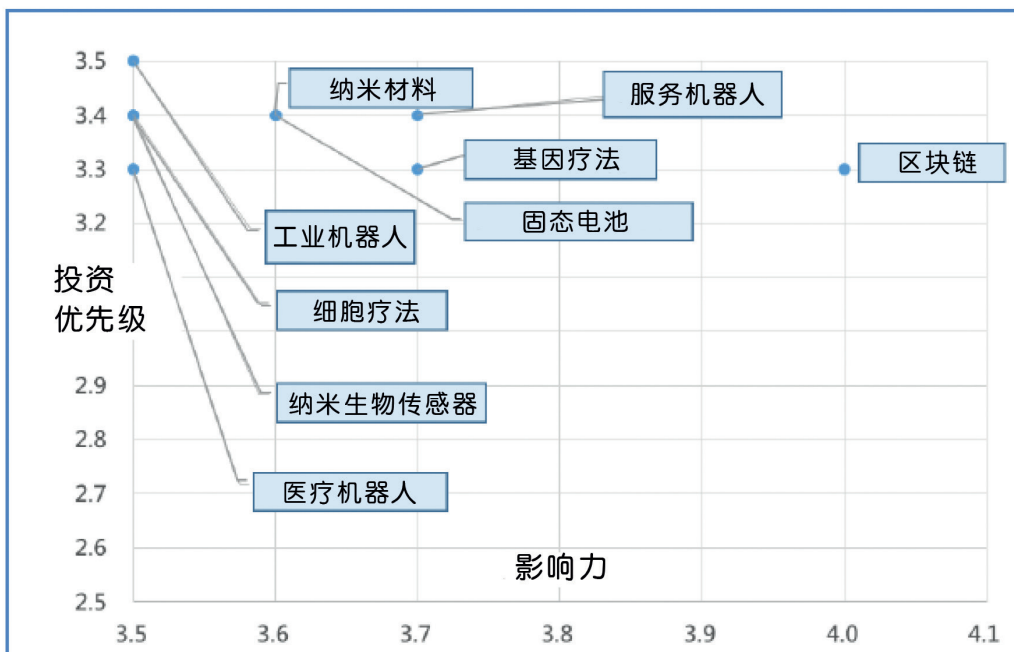 3.5
纳米材料
服务机器人
3.4
基因疗法
区块链
3.3
固态电池
3.2
工业机器人
投资
优先级
细胞疗法
2.9
纳米生物传感器
2.8
医疗机器人
2.7
2.6
影响力
2.5
3.5 3.6 3.7 3.8 3.9 4.0 4.1